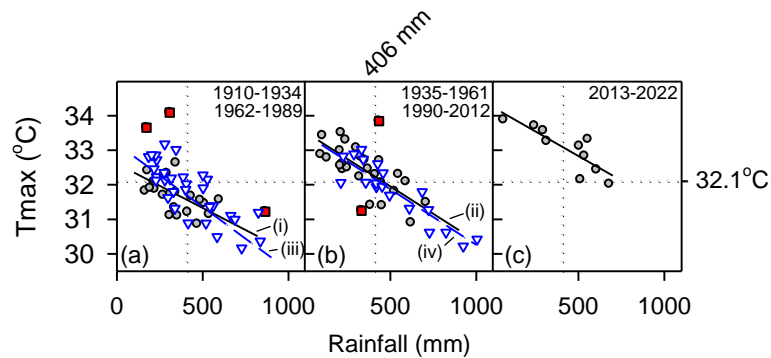 406 mm
1910-1934
1962-1989
1935-1961
1990-2012
2013-2022
Tmax (°C)
34
33
32
31
30
32.1°C
(i)
(iii)
(ii)
(iv)
(a)
(b)
(c)
0 500 1000 500 1000 500 1000
Rainfall (mm)